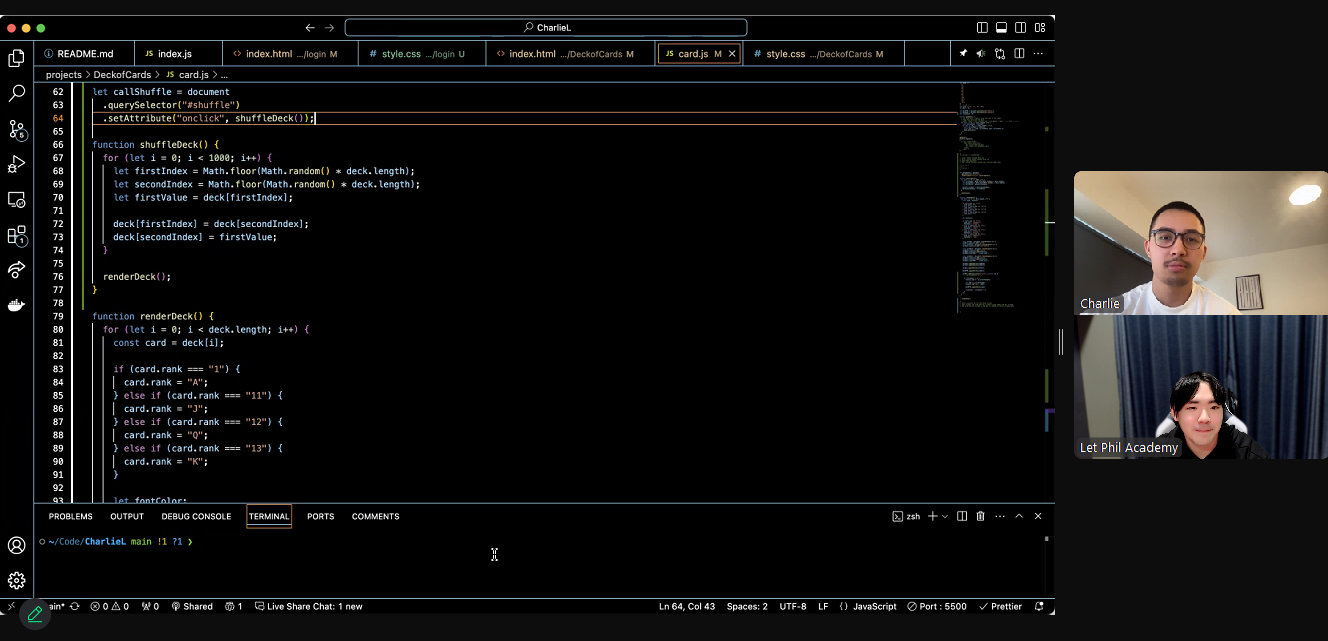 CharlieL
README.md
JS index.js
index.html .../login M
# style.css .../login U
index.html .../DeckofCards M
JS card.js M
# style.css .../DeckofCards M
projects > DeckofCards > JS card.js > ...
62 let callShuffle = document
63 .querySelector("#shuffle")
64 .setAttribute("onclick", shuffleDeck());
65
66 function shuffleDeck() {
67 for (let i = 0; i < 1000; i++) {
68 let firstIndex = Math.floor(Math.random() * deck.length);
69 let secondIndex = Math.floor(Math.random() * deck.length);
70 let firstValue = deck[firstIndex];
71
72 deck[firstIndex] = deck[secondIndex];
73 deck[secondIndex] = firstValue;
74 }
75
76 renderDeck();
77 }
78
79 function renderDeck() {
80 for (let i = 0; i < deck.length; i++) {
81 const card = deck[i];
82
83 if (card.rank === "1") {
84 card.rank = "A";
85 } else if (card.rank === "11") {
86 card.rank = "J";
87 } else if (card.rank === "12") {
88 card.rank = "Q";
89 } else if (card.rank === "13") {
90 card.rank = "K";
91 }
92
93 let fontColor;
5
1
PROBLEMS OUTPUT DEBUG CONSOLE TERMINAL PORTS COMMENTS
zsh
~/Code/CharlieL main !1 ?1 ❯
ain* 0 0 0 Shared 1 Live Share Chat: 1 new
Ln 64, Col 43 Spaces: 2 UTF-8 LF {} JavaScript Port : 5500 Prettier
Charlie
Let Phil Academy